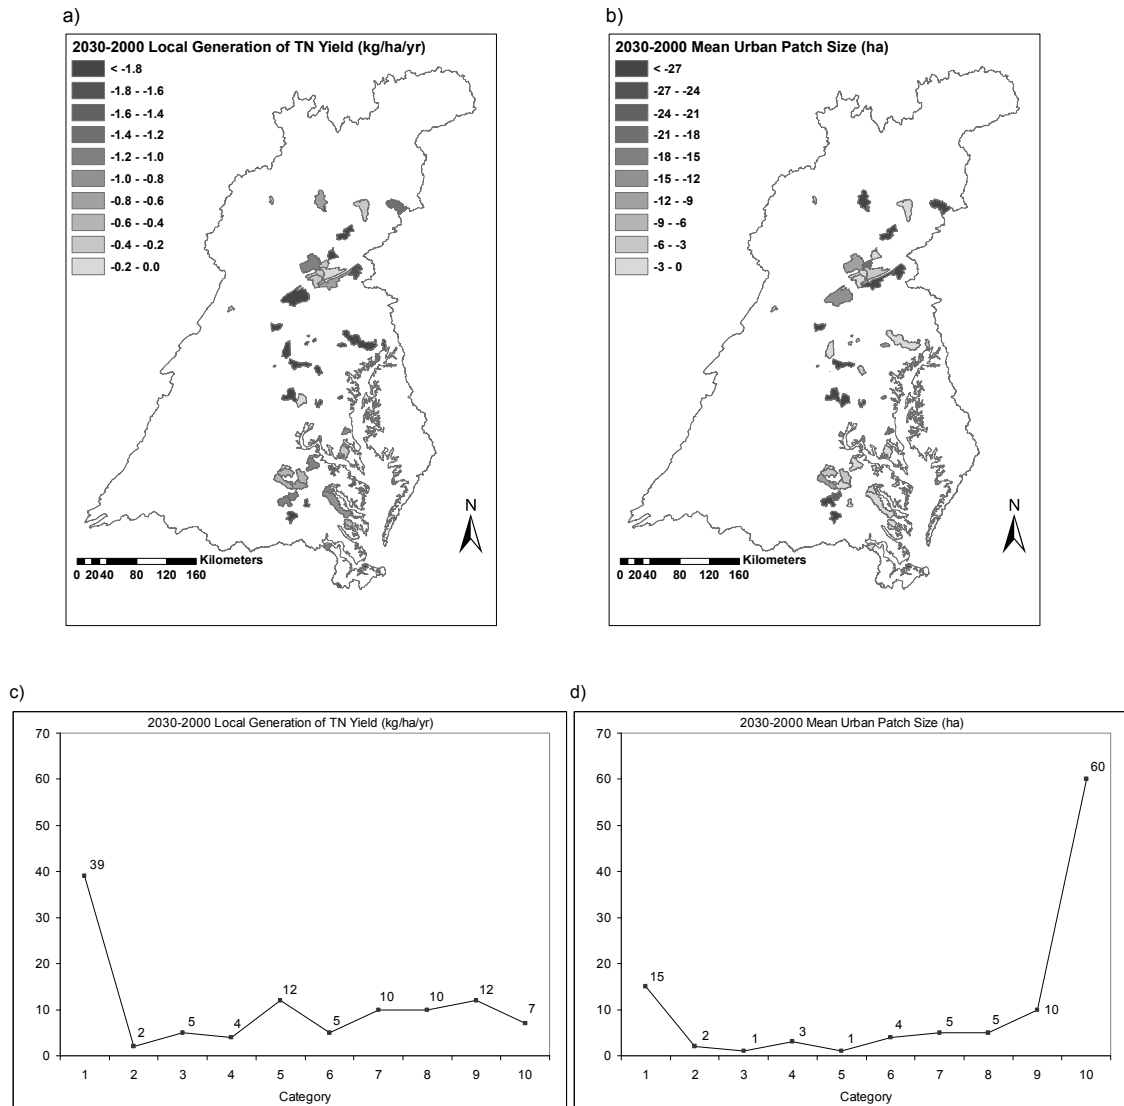 a)
2030-2000 Local Generation of TN Yield (kg/ha/yr)
< -1.8
-1.8 - -1.6
-1.6 - -1.4
-1.4 - -1.2
-1.2 - -1.0
-1.0 - -0.8
-0.8 - -0.6
-0.6 - -0.4
-0.4 - -0.2
-0.2 - 0.0
N
Kilometers
0 20 40 80 120 160
b)
2030-2000 Mean Urban Patch Size (ha)
< -27
-27 - -24
-24 - -21
-21 - -18
-18 - -15
-15 - -12
-12 - -9
-9 - -6
-6 - -3
-3 - 0
N
Kilometers
0 20 40 80 120 160
c)
2030-2000 Local Generation of TN Yield (kg/ha/yr)
70
60
50
40
30
20
10
0
39
2
5
4
12
5
10
10
12
7
1 2 3 4 5 6 7 8 9 10
Category
d)
2030-2000 Mean Urban Patch Size (ha)
70
60
50
40
30
20
10
0
15
2
1
3
1
4
5
5
10
60
1 2 3 4 5 6 7 8 9 10
Category